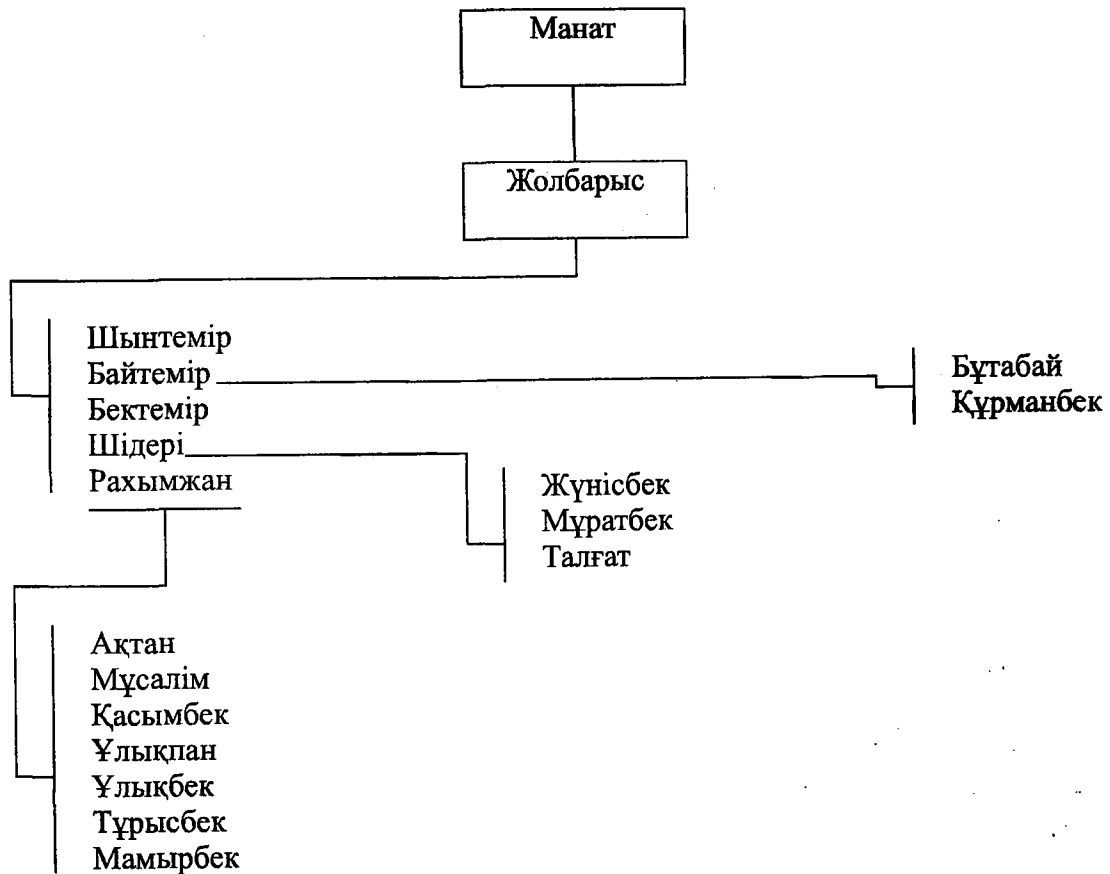 Манат
Жолбарыс
Шынтемір
Байтемір
Бектемір
Шідері
Рахымжан
Бұтабай
Құрманбек
Жүнісбек
Мұратбек
Талғат
Ақтан
Мұсалім
Қасымбек
Ұлықпан
Ұлықбек
Тұрысбек
Мамырбек